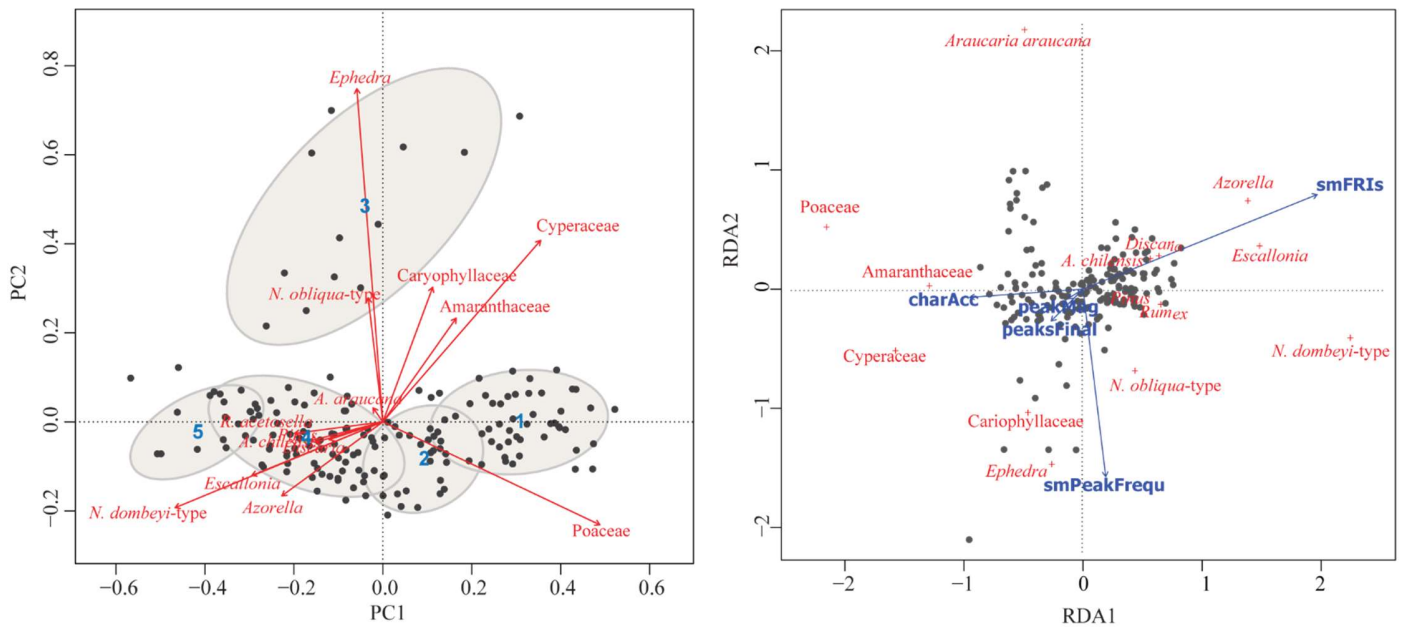 Ephedra
3
Cyperaceae
Caryophyllaceae
N. obliqua-type
Amaranthaceae
A. araucana
R. acetosella
A. chilensis
5
4
1
2
Escallonia
Azorella
N. dombeyi-type
Poaceae
0.8
0.6
0.4
0.2
0.0
−0.2
PC2
−0.6
−0.4
−0.2
0.0
0.2
0.4
0.6
PC1
Araucaria araucana
Azorella
smFRIs
Poaceae
Escallonia
A. chilensis
Amaranthaceae
charAcc
peakMag
Rumex
peaksFinal
Cyperaceae
N. dombeyi-type
N. obliqua-type
Cariophyllaceae
Ephedra
smPeakFrequ
2
1
0
−1
−2
RDA2
−2
−1
0
1
2
RDA1